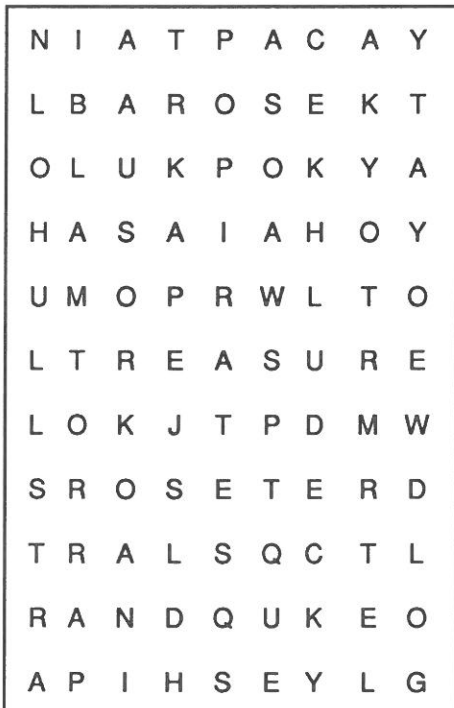 N I A T P A C A Y
L B A R O S E K T
O L U K P O K Y A
H A S A I A H O Y
U M O P R W L T O
L T R E A S U R E
L O K J T P D M W
S R O S E T E R D
T R A L S Q C T L
R A N D Q U K E O
A P I H S E Y L G